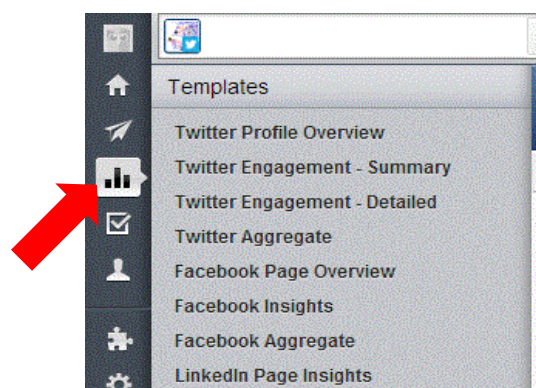 Templates
Twitter Profile Overview
Twitter Engagement - Summary
Twitter Engagement - Detailed
Twitter Aggregate
Facebook Page Overview
Facebook Insights
Facebook Aggregate
LinkedIn Page Insights